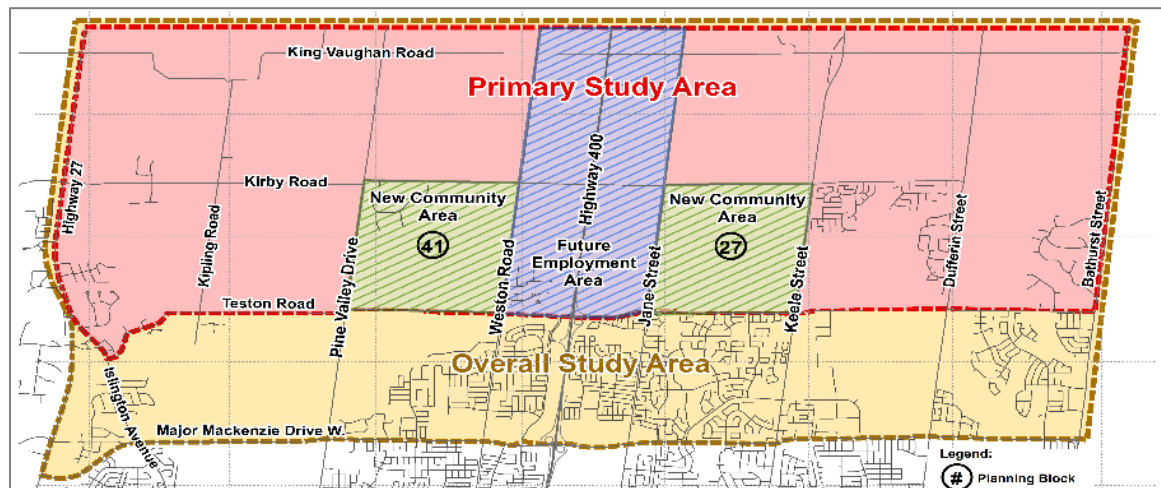 King Vaughan Road
Primary Study Area
Highway 27
Kipling Road
Kirby Road
Pine Valley Drive
New Community
Area
41
Weston Road
Highway 400
Future
Employment
Area
Jane Street
New Community
Area
27
Keele Street
Dufferin Street
Bathurst Street
Teston Road
Overall Study Area
Islington Avenue
Major Mackenzie Drive W.
Legend:
# Planning Block